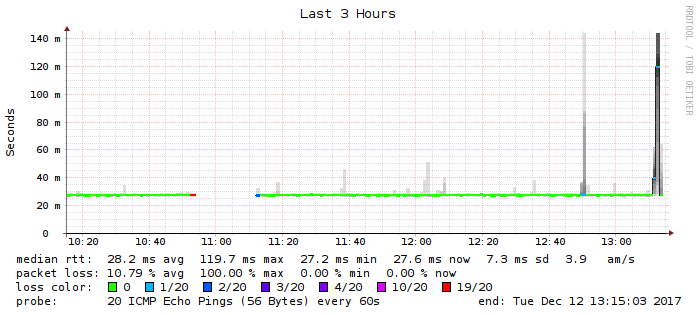 Last 3 Hours
RRDTOOL / TOBI OETIKER
Seconds
140 m
120 m
100 m
80 m
60 m
40 m
20 m
0
10:20 10:40 11:00 11:20 11:40 12:00 12:20 12:40 13:00
median rtt: 28.2 ms avg 119.7 ms max 27.2 ms min 27.6 ms now 7.3 ms sd 3.9 am/s
packet loss: 10.79 % avg 100.00 % max 0.00 % min 0.00 % now
loss color: 0 1/20 2/20 3/20 4/20 10/20 19/20
probe: 20 ICMP Echo Pings (56 Bytes) every 60s end: Tue Dec 12 13:15:03 2017